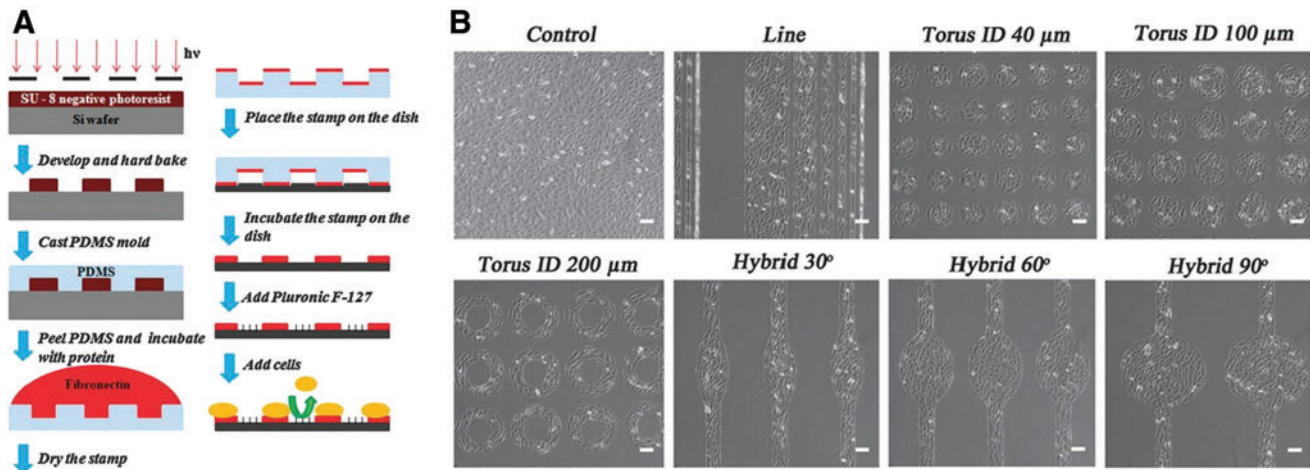 A
hν
SU - 8 negative photoresist
Si wafer
Develop and hard bake
Cast PDMS mold
PDMS
Peel PDMS and incubate
with protein
Fibronectin
Dry the stamp
Place the stamp on the dish
Incubate the stamp on the
dish
Add Pluronic F-127
Add cells
B
Control
Line
Torus ID 40 μm
Torus ID 100 μm
Torus ID 200 μm
Hybrid 30°
Hybrid 60°
Hybrid 90°